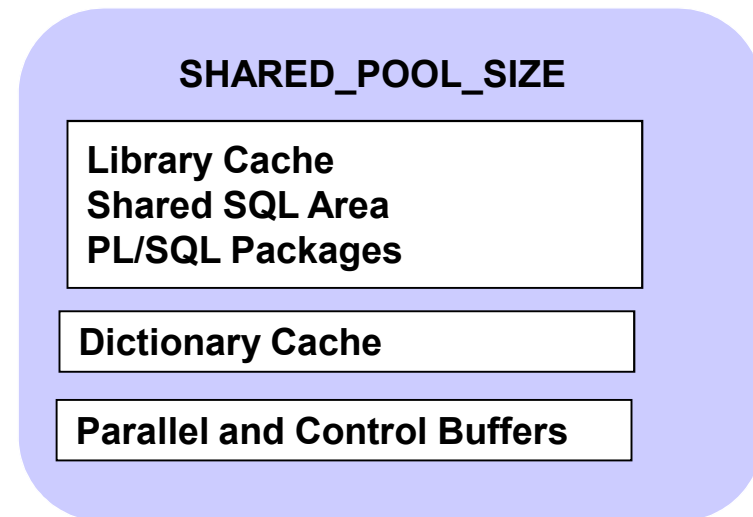 SHARED_POOL_SIZE
Library Cache
Shared SQL Area
PL/SQL Packages
Dictionary Cache
Parallel and Control Buffers